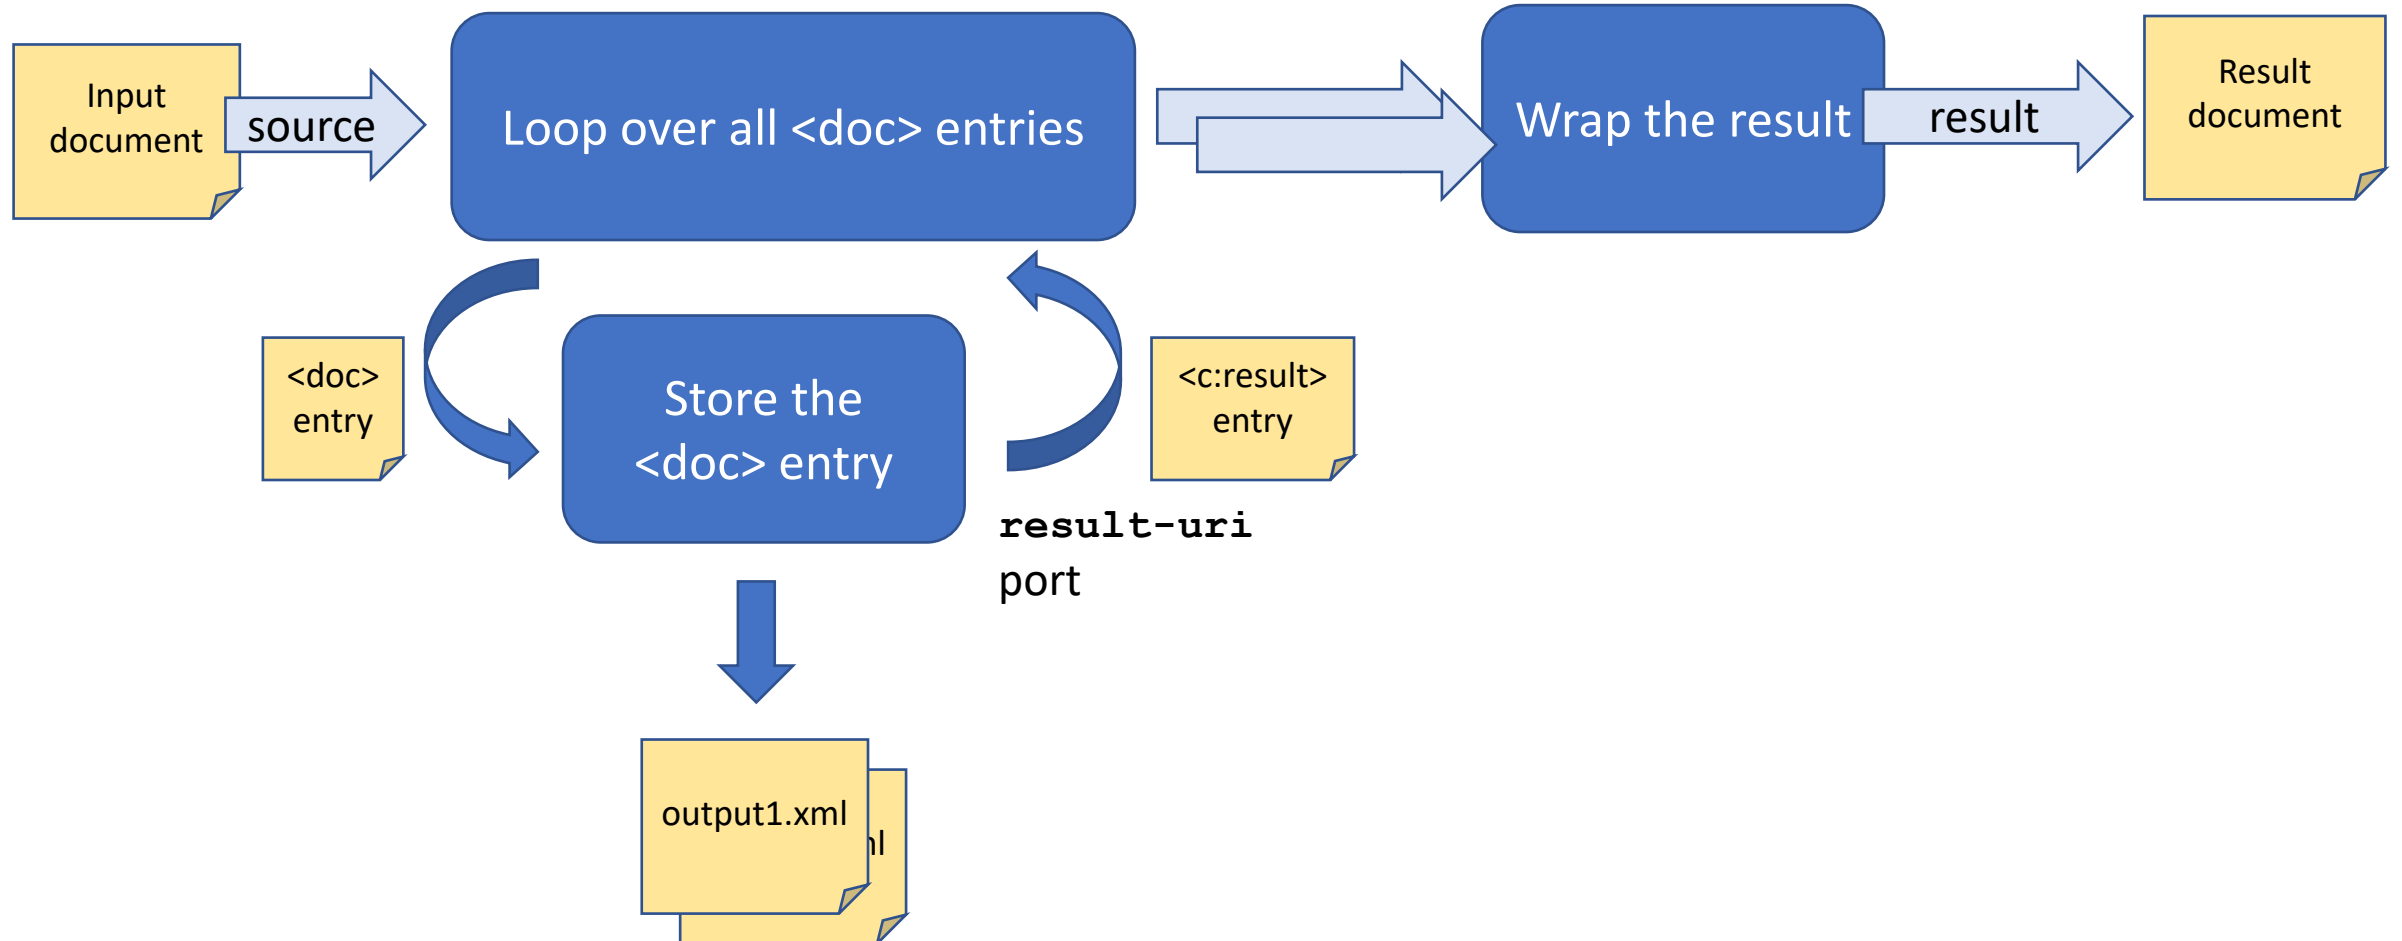 Input
document
source
Loop over all <doc> entries
Wrap the result
result
Result
document
<doc>
entry
Store the
<doc> entry
<c:result>
entry
result-uri
port
output1.xml